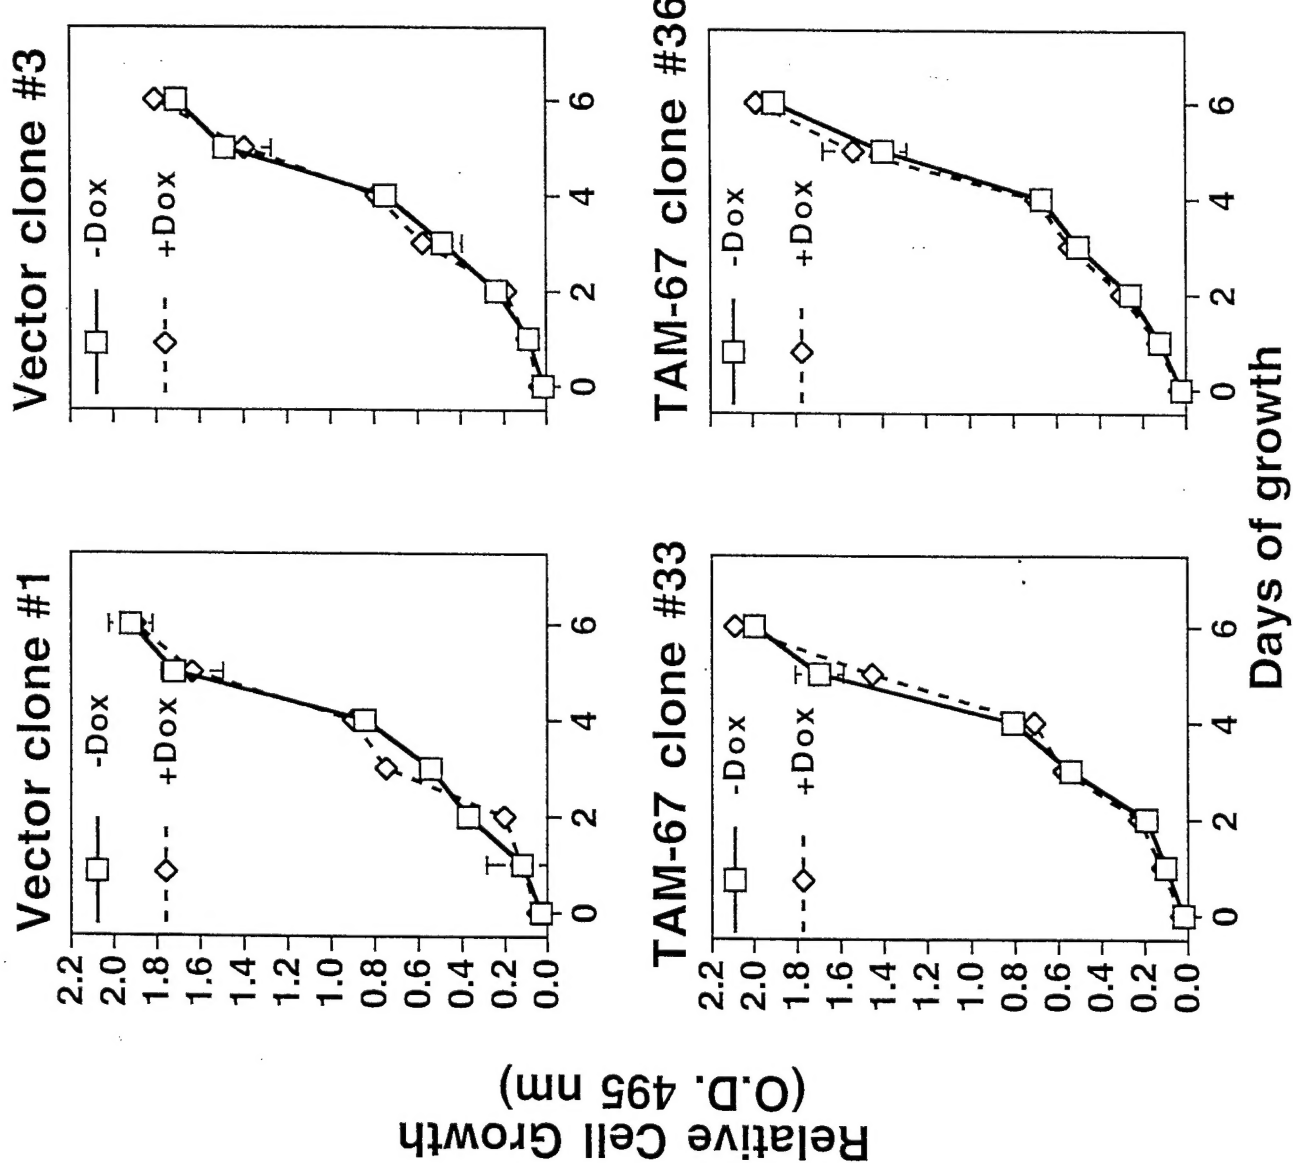 Vector clone #1
-Dox
+Dox
2.2
2.0
1.8
1.6
1.4
1.2
1.0
0.8
0.6
0.4
0.2
0.0
0 2 4 6
Vector clone #3
-Dox
+Dox
0 2 4 6
TAM-67 clone #33
-Dox
+Dox
2.2
2.0
1.8
1.6
1.4
1.2
1.0
0.8
0.6
0.4
0.2
0.0
0 2 4 6
TAM-67 clone #36
-Dox
+Dox
0 2 4 6
Relative Cell Growth
(O.D. 495 nm)
Days of growth